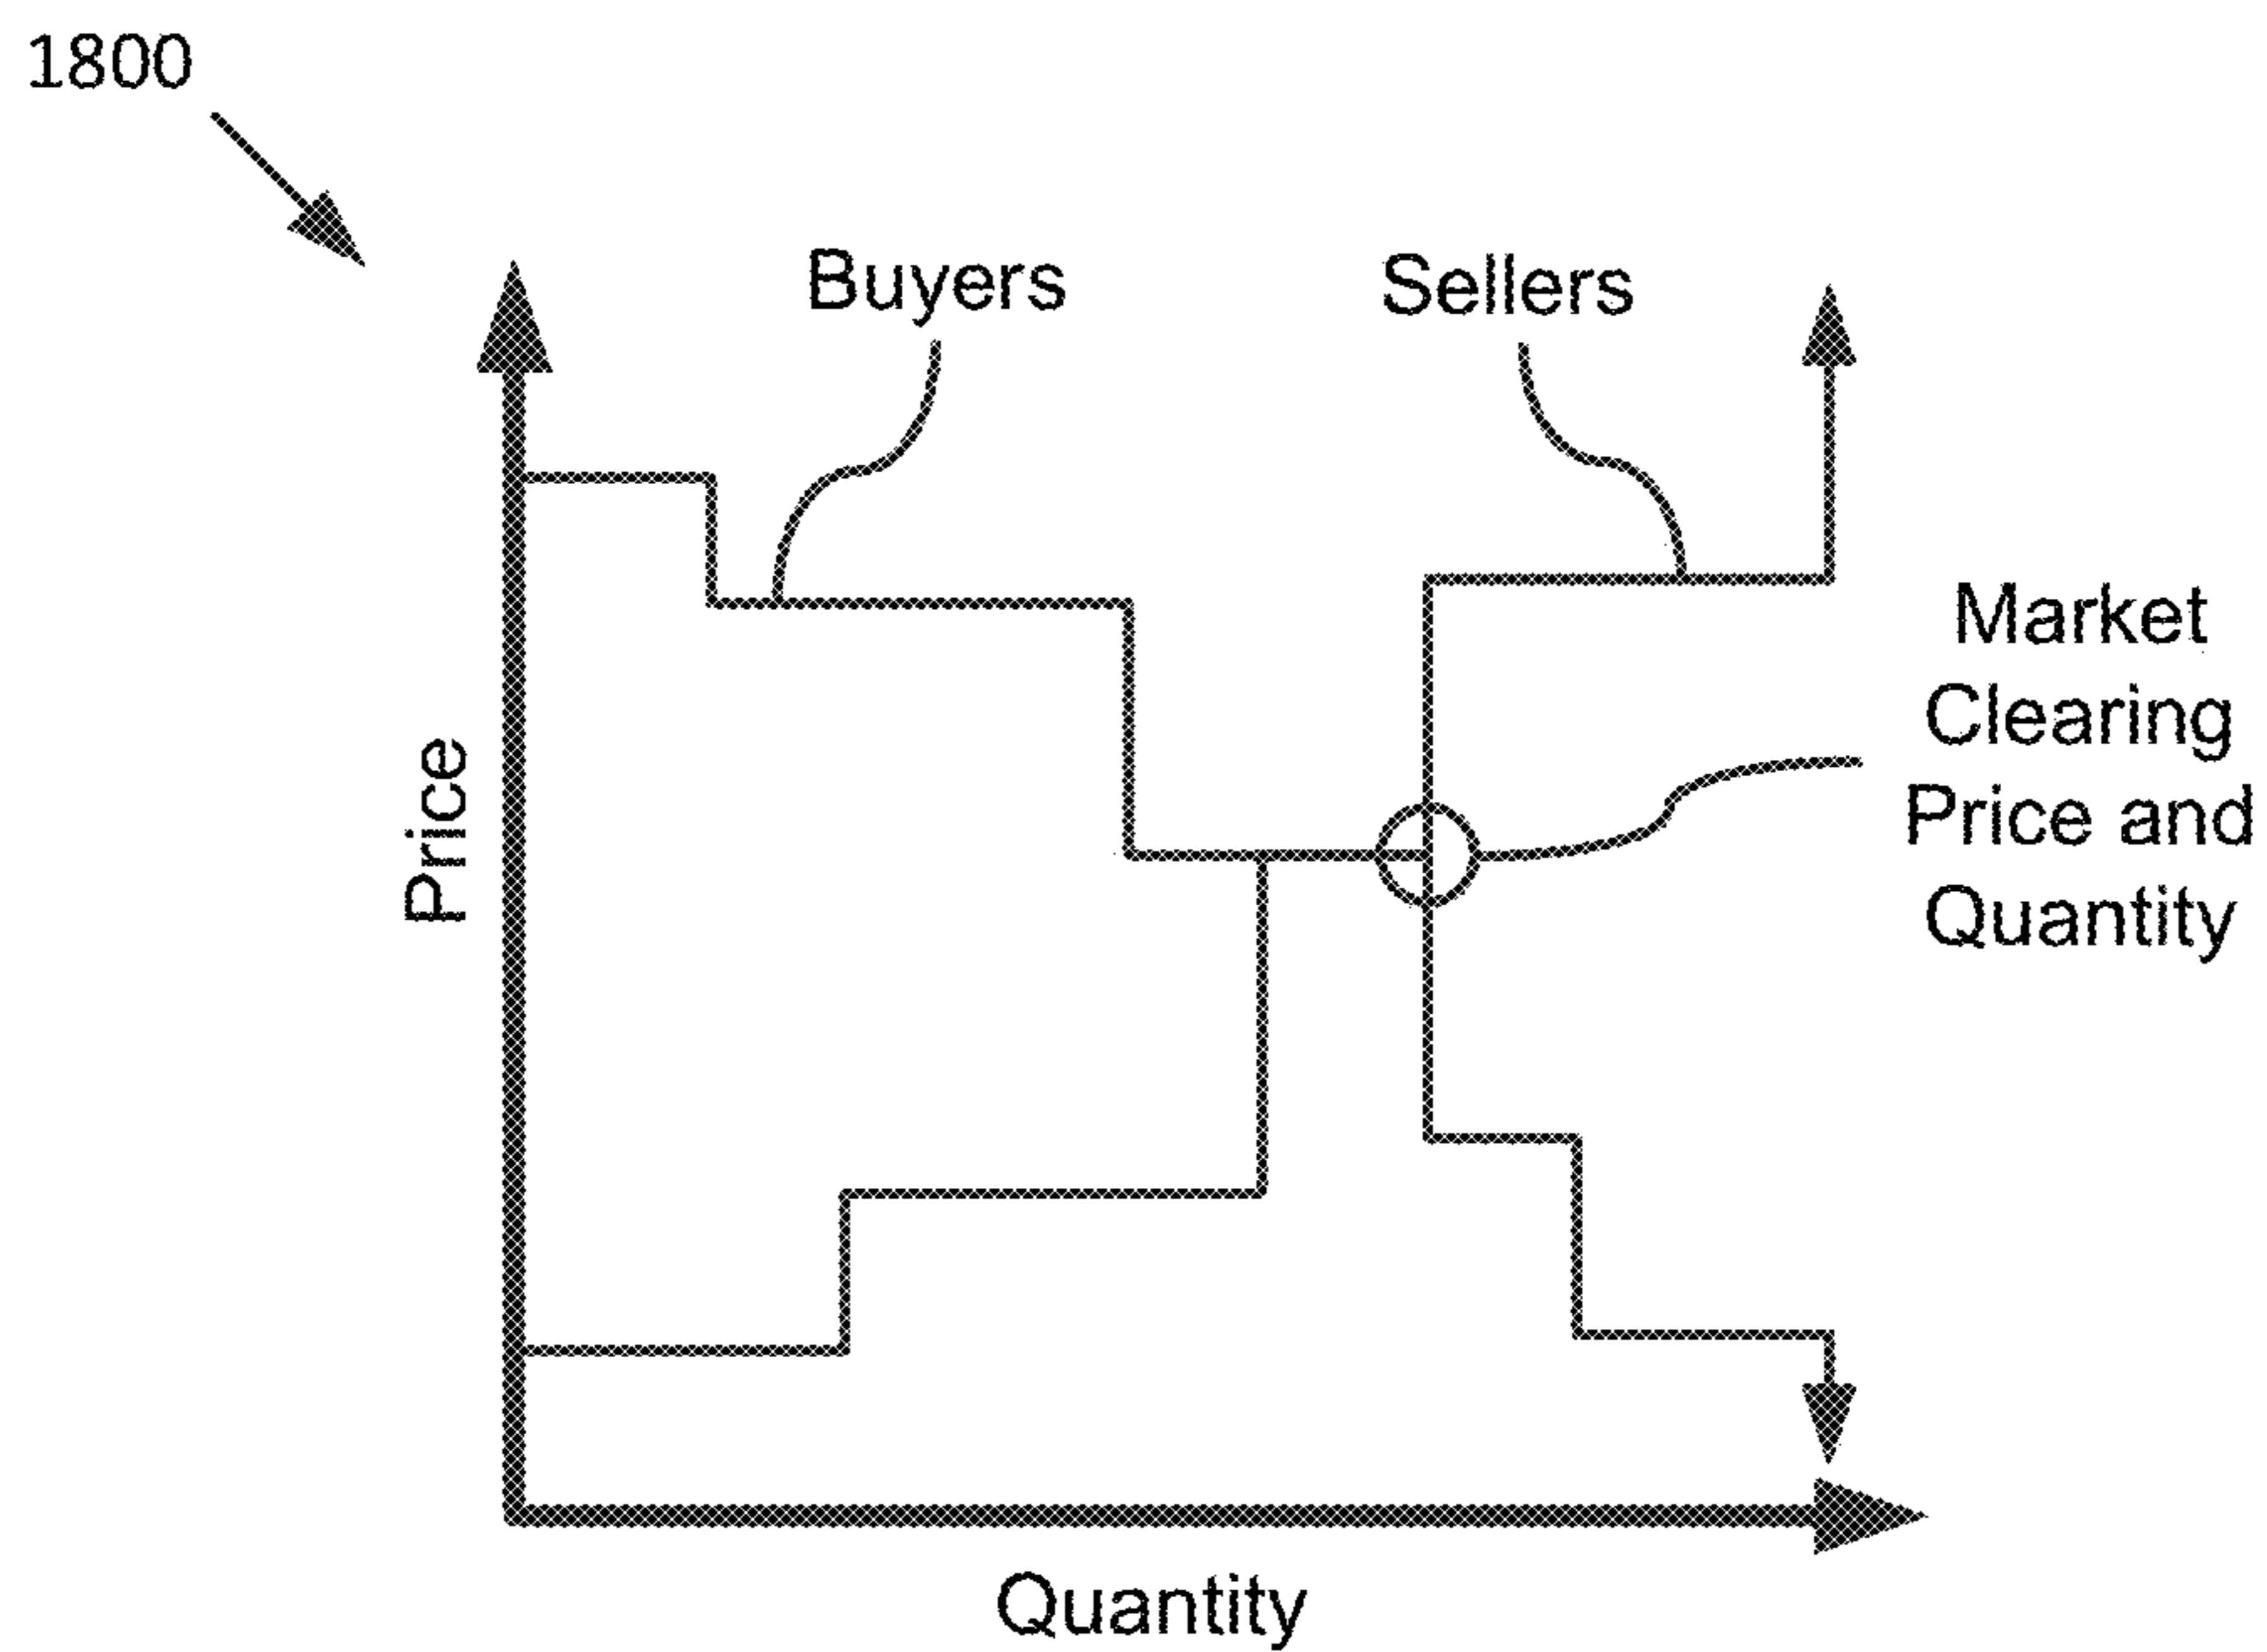 1800
Buyers
Sellers
Market
Clearing
Price and
Quantity
Price
Quantity